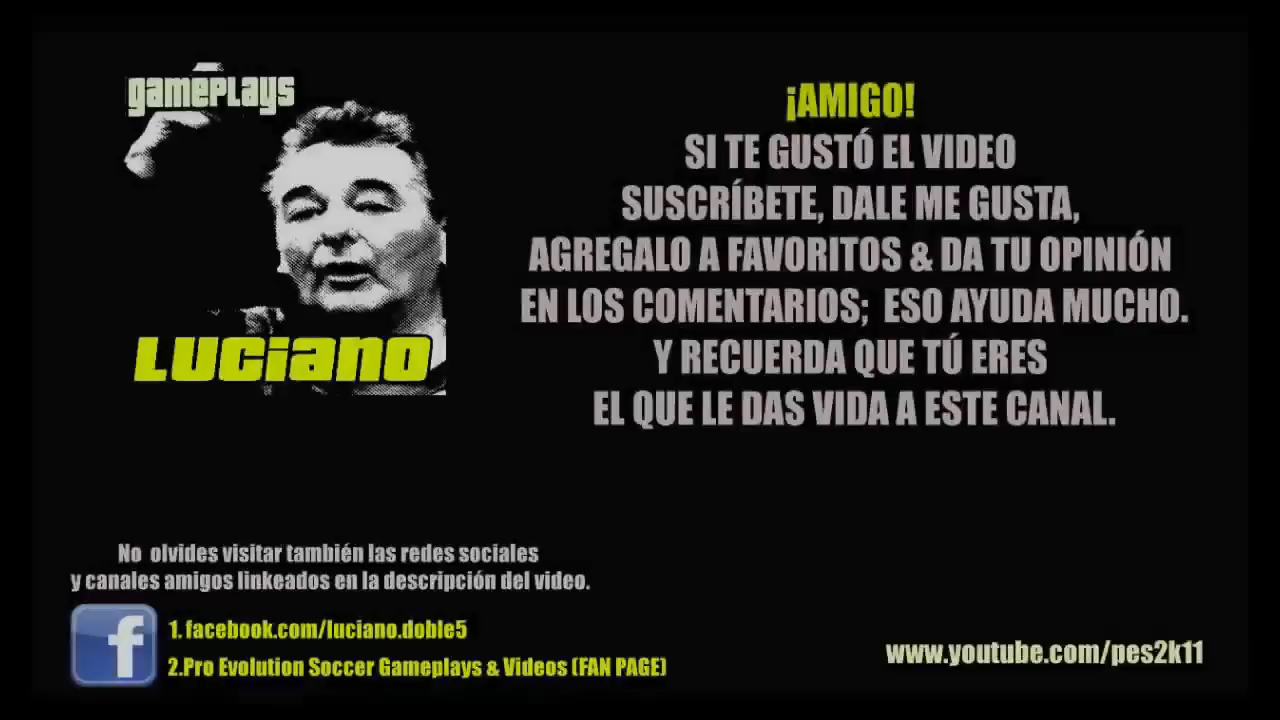 gamePLays
LUCiano
¡AMIGO!
SI TE GUSTÓ EL VIDEO
SUSCRÍBETE, DALE ME GUSTA,
AGREGALO A FAVORITOS & DA TU OPINIÓN
EN LOS COMENTARIOS; ESO AYUDA MUCHO.
Y RECUERDA QUE TÚ ERES
EL QUE LE DAS VIDA A ESTE CANAL.
No olvides visitar también las redes sociales
y canales amigos linkeados en la descripción del video.
f
1. facebook.com/luciano.doble5
2.Pro Evolution Soccer Gameplays & Videos (FAN PAGE)
www.youtube.com/pes2k11